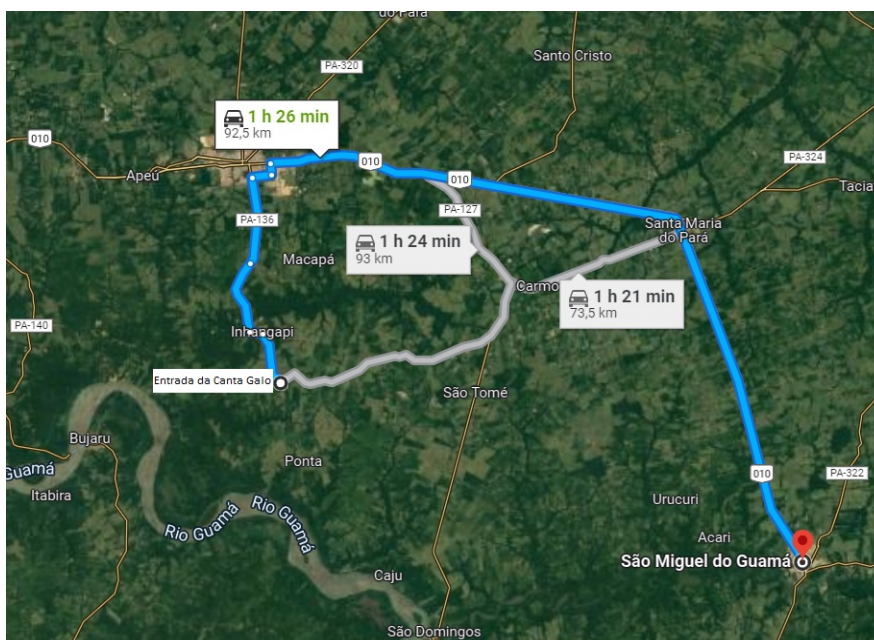 do Pará
Santo Cristo
PA-320
1 h 26 min
92,5 km
010
010
010
PA-324
Apeú
Tacia
PA-127
PA-136
Santa Maria
do Pará
1 h 24 min
93 km
Macapá
Carmo
1 h 21 min
73,5 km
PA-140
Inhangapi
Entrada da Canta Galo
São Tomé
Bujaru
Guamá
Ponta
PA-322
010
Itabira
Urucuri
Rio Guamá
Rio Guamá
Acari
São Miguel do Guamá
Caju
São Domingos